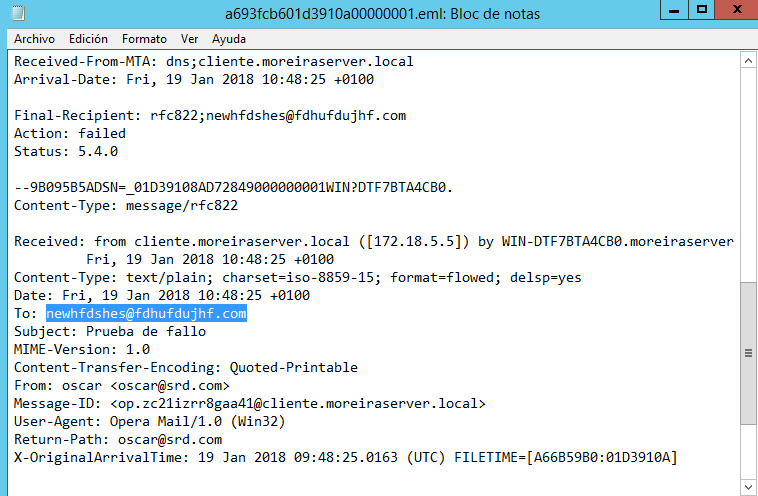 a693fcb601d3910a00000001.eml: Bloc de notas
Archivo Edición Formato Ver Ayuda
Received-From-MTA: dns;cliente.moreiraserver.local
Arrival-Date: Fri, 19 Jan 2018 10:48:25 +0100
Final-Recipient: rfc822;newhfdshes@fdhufdujhf.com
Action: failed
Status: 5.4.0
--9B095B5ADSN=_01D39108AD72849000000001WIN?DTF7BTA4CB0.
Content-Type: message/rfc822
Received: from cliente.moreiraserver.local ([172.18.5.5]) by WIN-DTF7BTA4CB0.moreiraserver
Fri, 19 Jan 2018 10:48:25 +0100
Content-Type: text/plain; charset=iso-8859-15; format=flowed; delsp=yes
Date: Fri, 19 Jan 2018 10:48:25 +0100
To: newhfdshes@fdhufdujhf.com
Subject: Prueba de fallo
MIME-Version: 1.0
Content-Transfer-Encoding: Quoted-Printable
From: oscar <oscar@srd.com>
Message-ID: <op.zc21izrr8gaa41@cliente.moreiraserver.local>
User-Agent: Opera Mail/1.0 (Win32)
Return-Path: oscar@srd.com
X-OriginalArrivalTime: 19 Jan 2018 09:48:25.0163 (UTC) FILETIME=[A66B59B0:01D3910A]